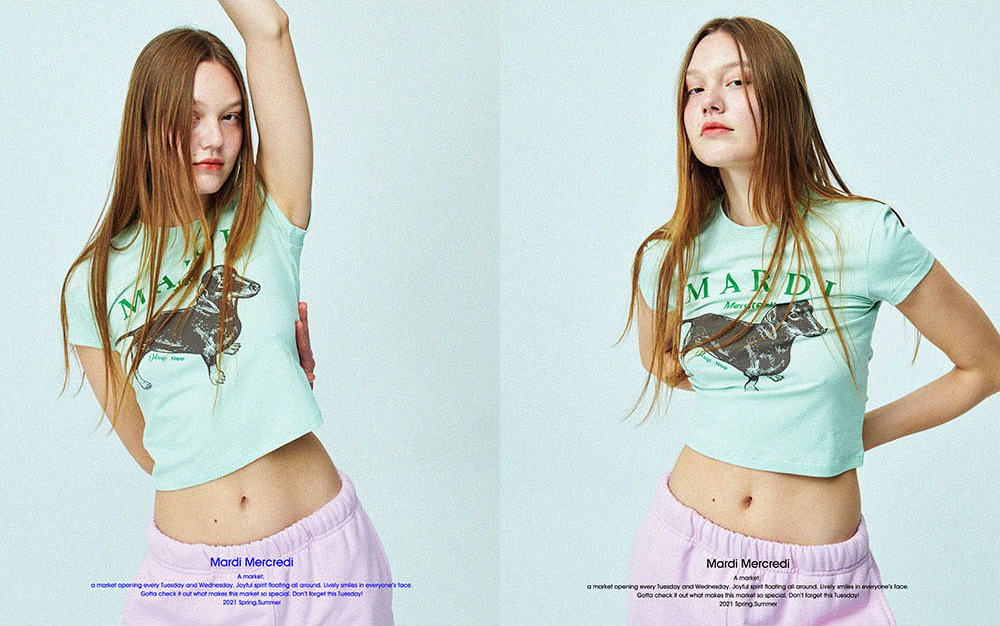 MARDI
Mardi Mercredi
A market;
a market opening every Tuesday and Wednesday. Joyful spirit floating all around. Lively smiles in everyone's face.
Gotta check it out what makes this market so special. Don't forget this Tuesday!
2021 Spring.Summer
MARDI
Mardi Mercredi
A market;
a market opening every Tuesday and Wednesday. Joyful spirit floating all around. Lively smiles in everyone's face.
Gotta check it out what makes this market so special. Don't forget this Tuesday!
2021 Spring.Summer